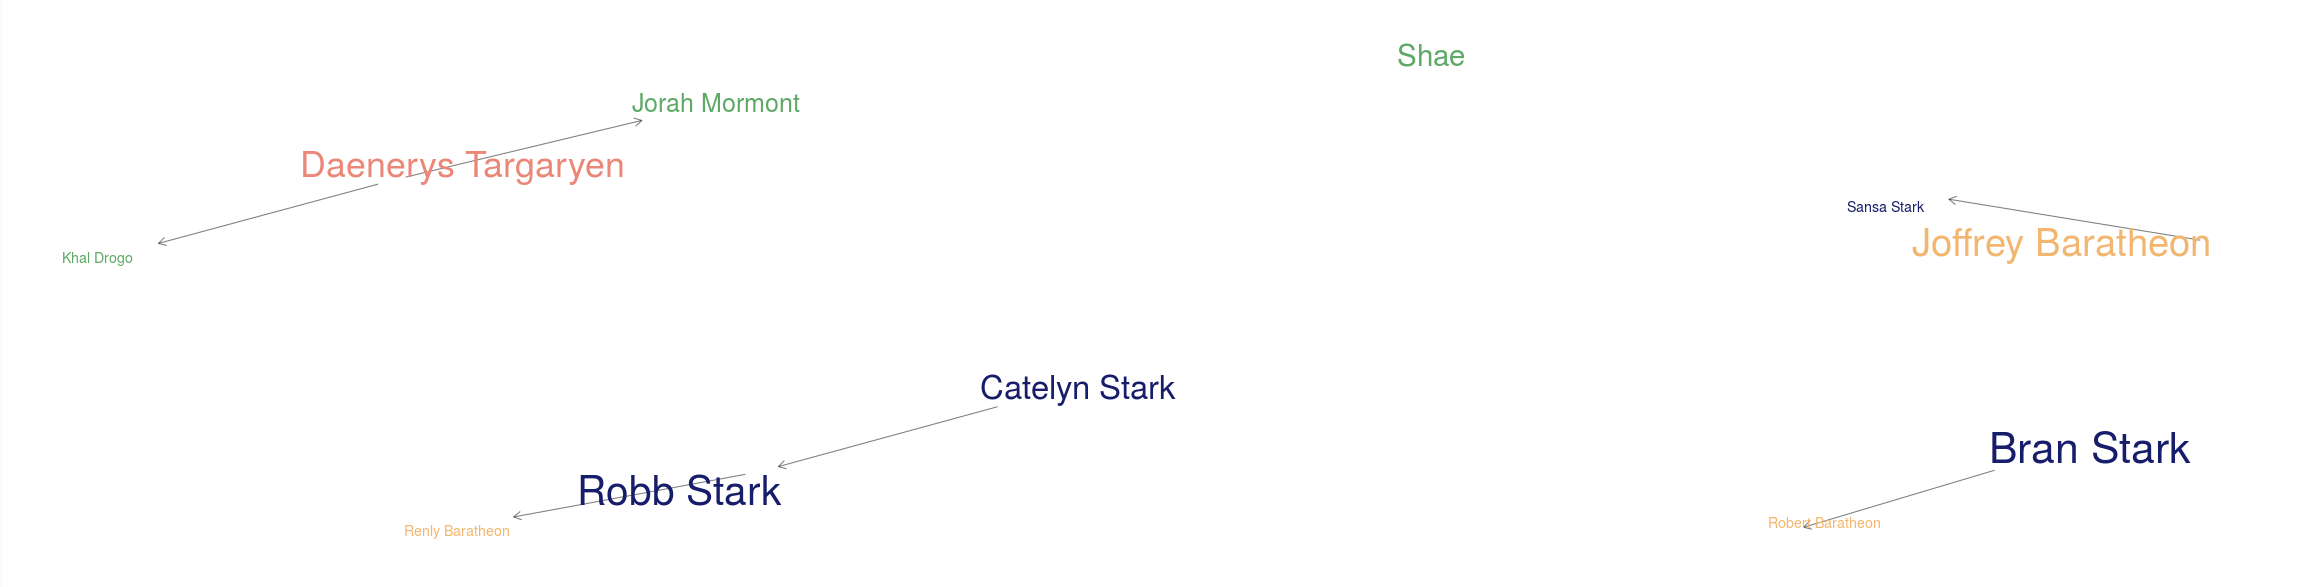 Shae
Jorah Mormont
Daenerys Targaryen
Sansa Stark
Joffrey Baratheon
Khal Drogo
Catelyn Stark
Bran Stark
Robb Stark
Robert Baratheon
Renly Baratheon